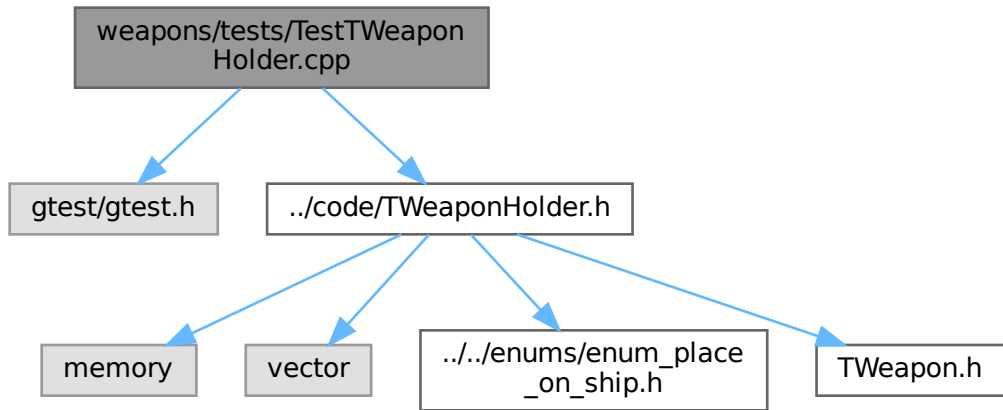 weapons/tests/TestTWeapon
Holder.cpp
gtest/gtest.h
../code/TWeaponHolder.h
memory
vector
../../enums/enum_place
_on_ship.h
TWeapon.h